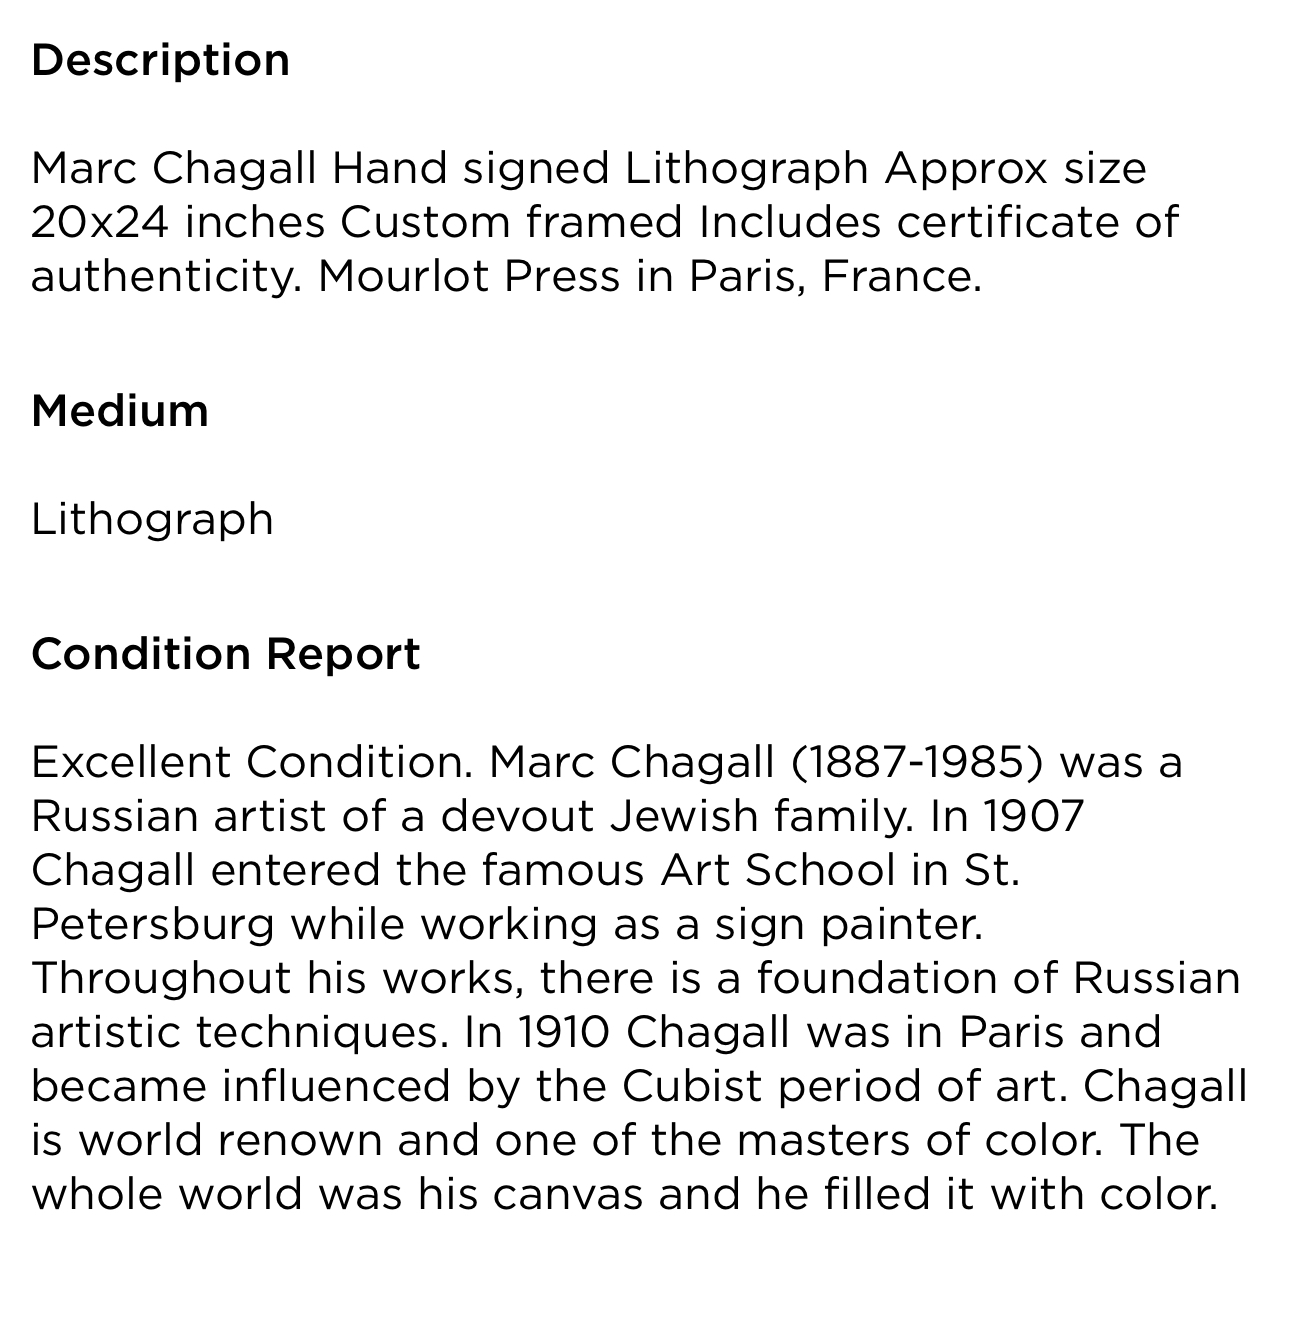 Description
Marc Chagall Hand signed Lithograph Approx size
20x24 inches Custom framed Includes certificate of
authenticity. Mourlot Press in Paris, France.
Medium
Lithograph
Condition Report
Excellent Condition. Marc Chagall (1887-1985) was a
Russian artist of a devout Jewish family. In 1907
Chagall entered the famous Art School in St.
Petersburg while working as a sign painter.
Throughout his works, there is a foundation of Russian
artistic techniques. In 1910 Chagall was in Paris and
became influenced by the Cubist period of art. Chagall
is world renown and one of the masters of color. The
whole world was his canvas and he filled it with color.